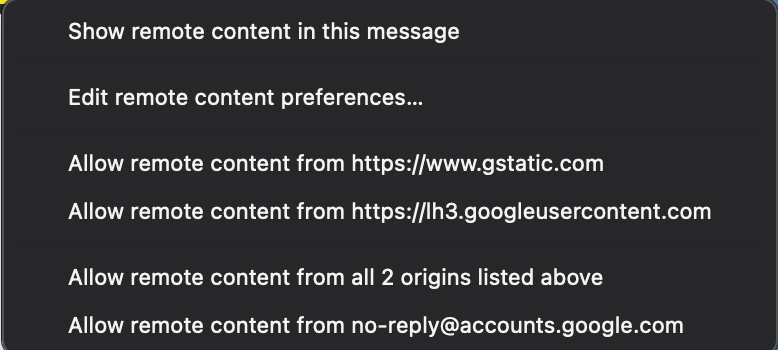 Show remote content in this message
Edit remote content preferences…
Allow remote content from https://www.gstatic.com
Allow remote content from https://lh3.googleusercontent.com
Allow remote content from all 2 origins listed above
Allow remote content from no-reply@accounts.google.com